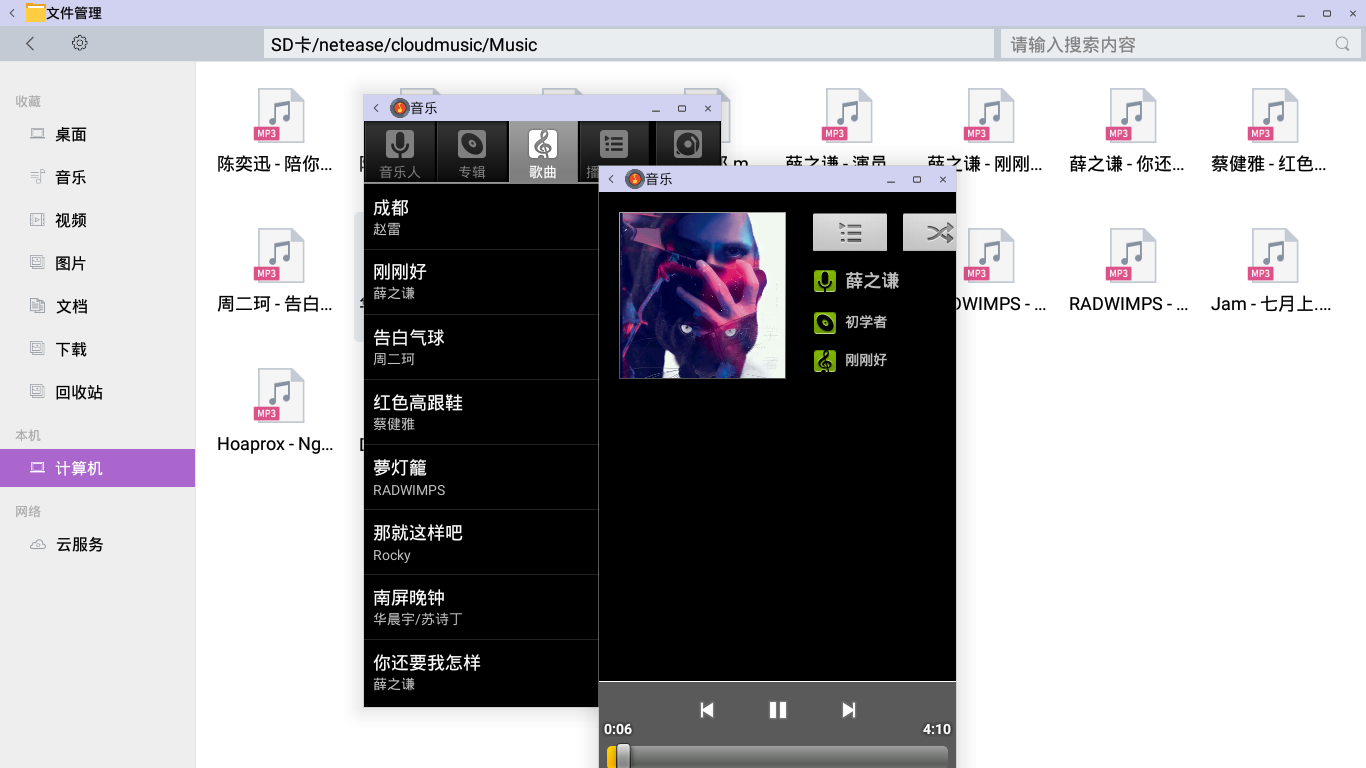 文件管理
SD卡/netease/cloudmusic/Music
请输入搜索内容
收藏
桌面
音乐
视频
图片
文档
下载
回收站
本机
计算机
网络
云服务
MP3
陈奕迅 - 陪你...
MP3
薛之谦 - 演员
MP3
薛之谦 - 刚刚...
MP3
薛之谦 - 你还...
MP3
蔡健雅 - 红色...
MP3
周二珂 - 告白...
MP3
DWIMPS - ...
MP3
RADWIMPS - ...
MP3
Jam - 七月上....
MP3
Hoaprox - Ng...
音乐
音乐人
专辑
歌曲
播
成都
赵雷
刚刚好
薛之谦
告白气球
周二珂
红色高跟鞋
蔡健雅
夢灯籠
RADWIMPS
那就这样吧
Rocky
南屏晚钟
华晨宇/苏诗丁
你还要我怎样
薛之谦
音乐
薛之谦
初学者
刚刚好
0:06
4:10